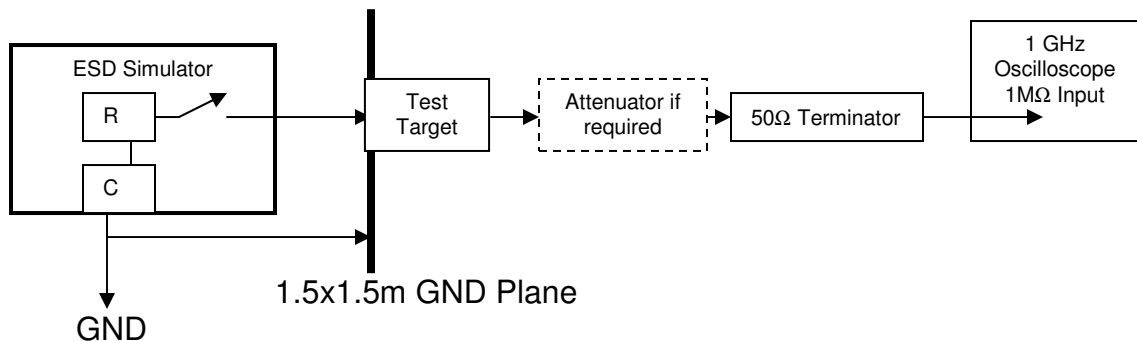 ESD Simulator
R
C
GND
1.5x1.5m GND Plane
Test
Target
Attenuator if
required
50Ω Terminator
1 GHz
Oscilloscope
1MΩ Input